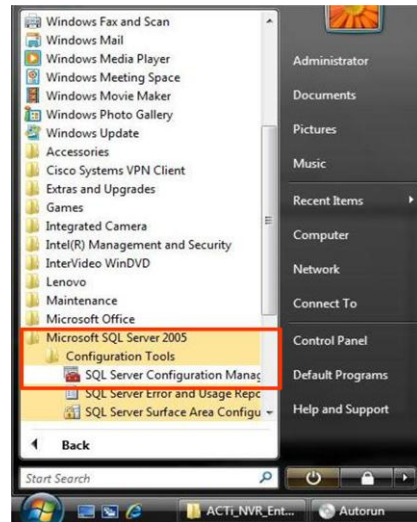 Windows Fax and Scan
Windows Mail
Windows Media Player
Windows Meeting Space
Windows Movie Maker
Windows Photo Gallery
Windows Update
Accessories
Cisco Systems VPN Client
Extras and Upgrades
Games
Integrated Camera
Intel(R) Management and Security
InterVideo WinDVD
Lenovo
Maintenance
Microsoft Office
Microsoft SQL Server 2005
Configuration Tools
SQL Server Configuration Manag
SQL Server Error and Usage Repo
SQL Server Surface Area Configu
Back
Start Search
Administrator
Documents
Pictures
Music
Recent Items
Computer
Network
Connect To
Control Panel
Default Programs
Help and Support
ACTi_NVR_Ent...
Autorun